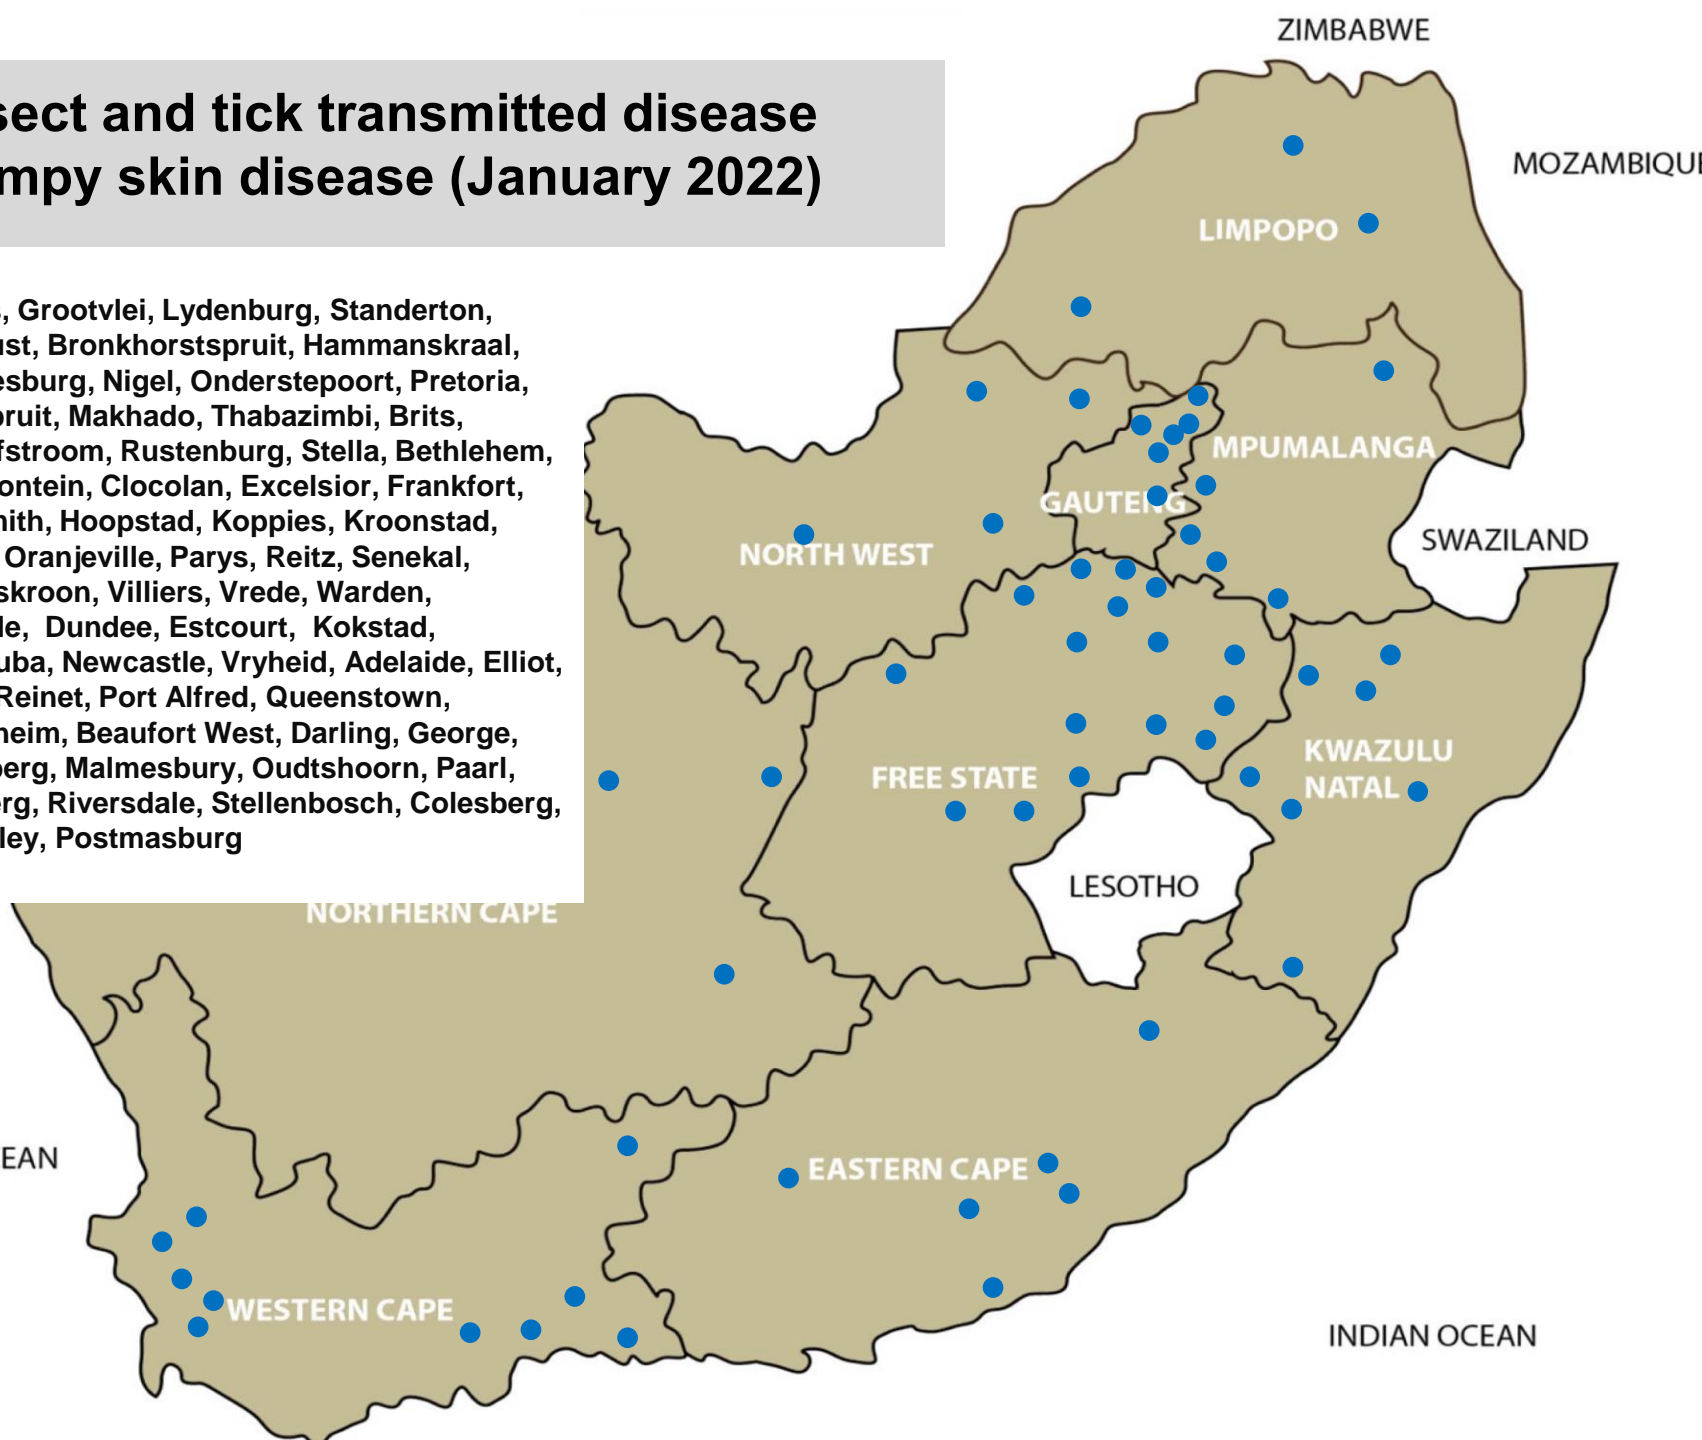 ZIMBABWE
sect and tick transmitted disease
mpy skin disease (January 2022)
MOZAMBIQUE
LIMPOPO
, Grootvlei, Lydenburg, Standerton,
ust, Bronkhorstspruit, Hammanskraal,
esburg, Nigel, Onderstepoort, Pretoria,
pruit, Makhado, Thabazimbi, Brits,
fstroom, Rustenburg, Stella, Bethlehem,
ontein, Clocolan, Excelsior, Frankfort,
mith, Hoopstad, Koppies, Kroonstad,
Oranjeville, Parys, Reitz, Senekal,
skroon, Villiers, Vrede, Warden,
le, Dundee, Estcourt, Kokstad,
uba, Newcastle, Vryheid, Adelaide, Elliot,
Reinet, Port Alfred, Queenstown,
heim, Beaufort West, Darling, George,
berg, Malmesbury, Oudtshoorn, Paarl,
erg, Riversdale, Stellenbosch, Colesberg,
ley, Postmasburg
MPUMALANGA
GAUTENG
SWAZILAND
NORTH WEST
KWAZULU
NATAL
FREE STATE
LESOTHO
NORTHERN CAPE
EAN
EASTERN CAPE
WESTERN CAPE
INDIAN OCEAN